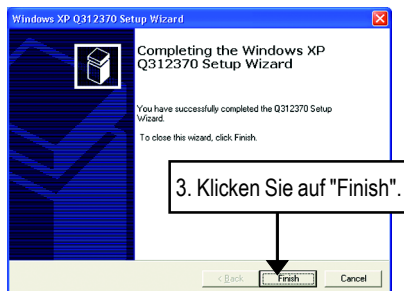 Windows XP Q312370 Setup Wizard
Completing the Windows XP
Q312370 Setup Wizard
You have successfully completed the Q312370 Setup
Wizard.
To close this wizard, click Finish.
3. Klicken Sie auf "Finish".
< Back
Finish
Cancel